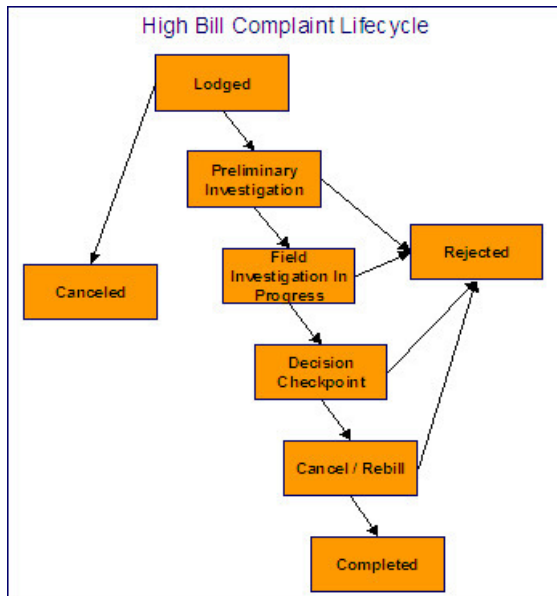 High Bill Complaint Lifecycle
Lodged
Preliminary
Investigation
Field
Investigation In
Progress
Rejected
Canceled
Decision
Checkpoint
Cancel / Rebill
Completed